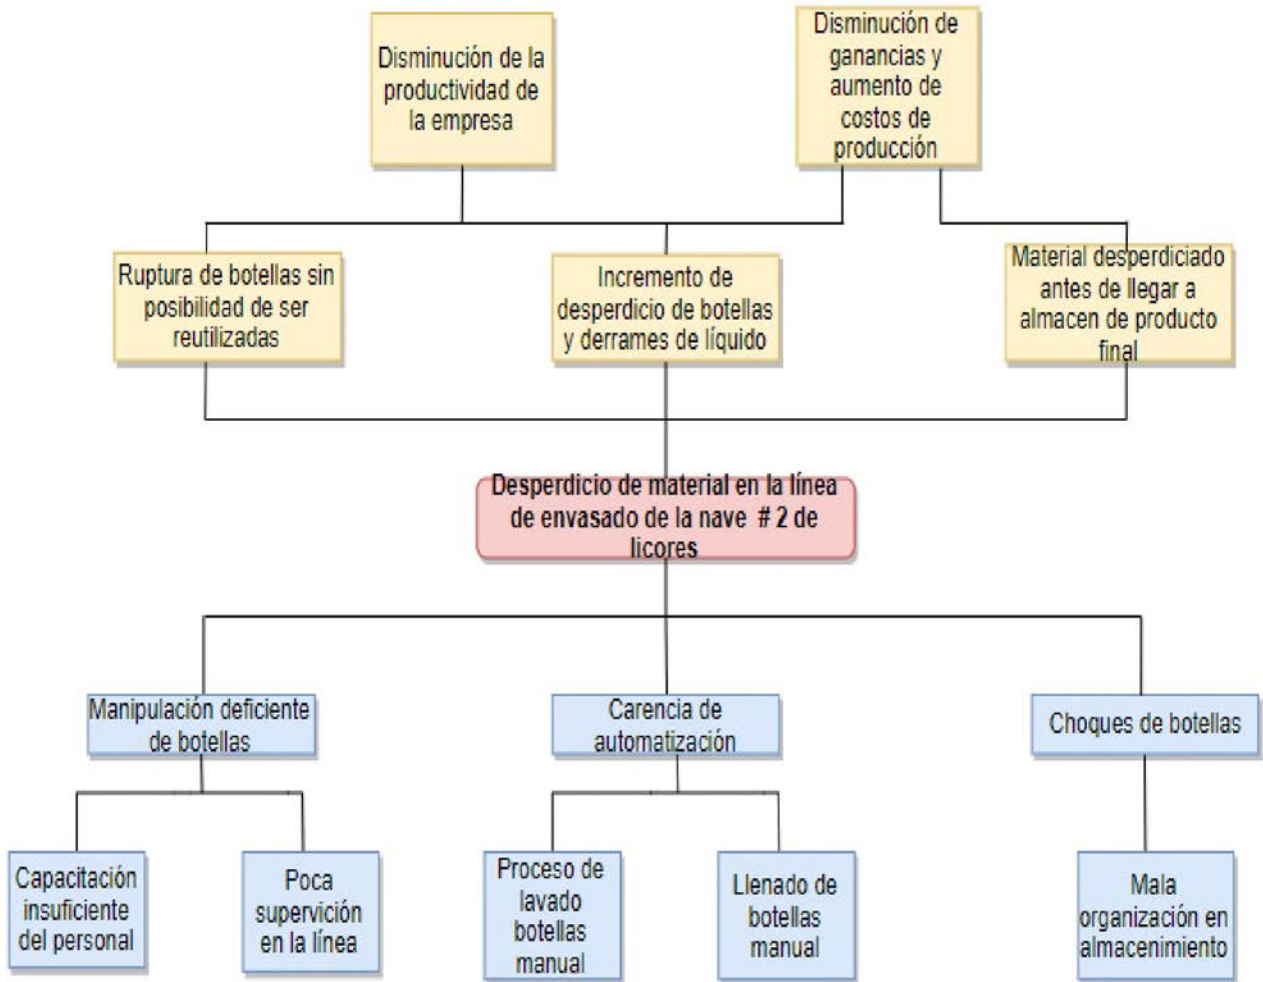 Disminución de la
productividad de
la empresa
Disminución de
ganancias y
aumento de
costos de
producción
Ruptura de botellas sin
posibilidad de ser
reutilizadas
Incremento de
desperdicio de botellas
y derrames de líquido
Material desperdiciado
antes de llegar a
almacen de producto
final
Desperdicio de material en la línea
de envasado de la nave # 2 de
licores
Manipulación deficiente
de botellas
Carencia de
automatización
Choques de botellas
Capacitación
insuficiente
del personal
Poca
supervición
en la línea
Proceso de
lavado
botellas
manual
Llenado de
botellas
manual
Mala
organización en
almacenimiento